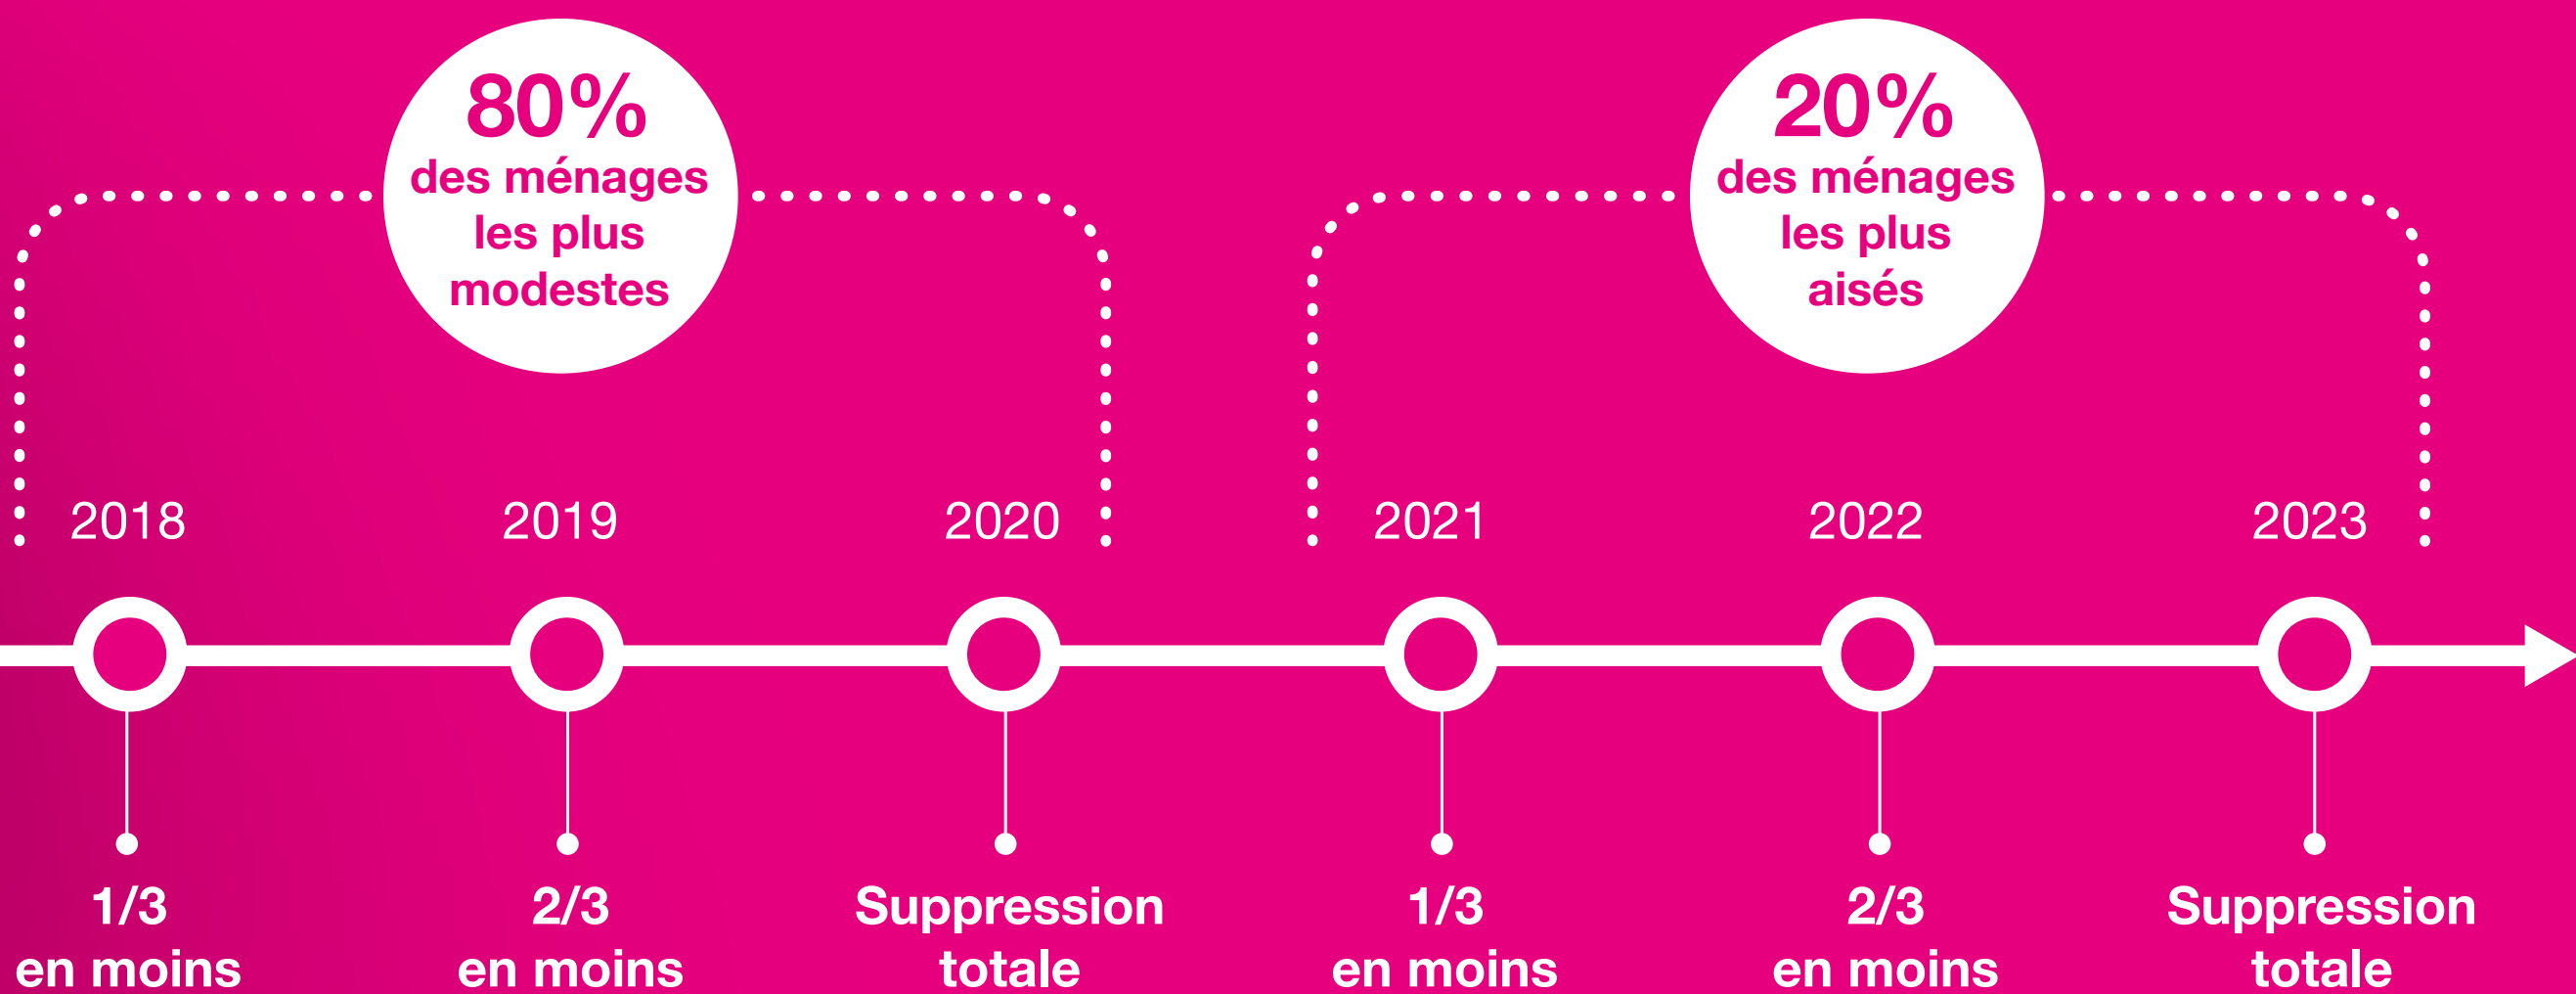 80%
des ménages
les plus
modestes
20%
des ménages
les plus
aisés
2018
2019
2020
2021
2022
2023
1/3
en moins
2/3
en moins
Suppression
totale
1/3
en moins
2/3
en moins
Suppression
totale